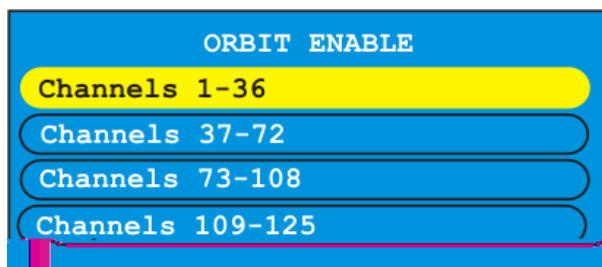 ORBIT ENABLE
Channels 1-36
Channels 37-72
Channels 73-108
Channels 109-125